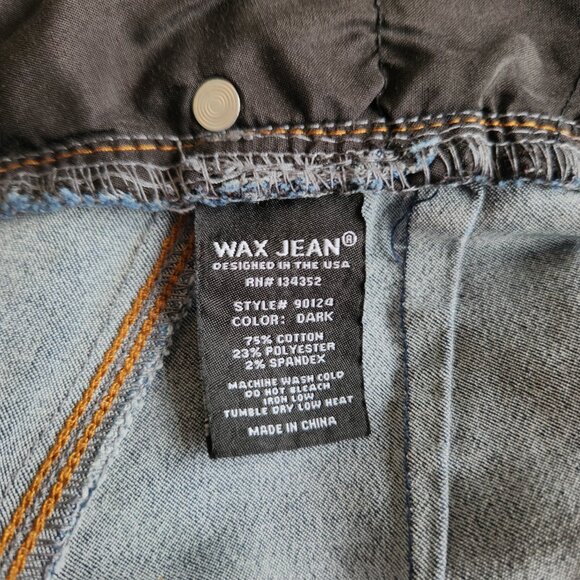 WAX JEAN®
DESIGNED IN THE USA
RN# 134352
STYLE# 90124
COLOR: DARK
75% COTTON
23% POLYESTER
2% SPANDEX
MACHINE WASH COLD
DO NOT BLEACH
IRON LOW
TUMBLE DRY LOW HEAT
MADE IN CHINA